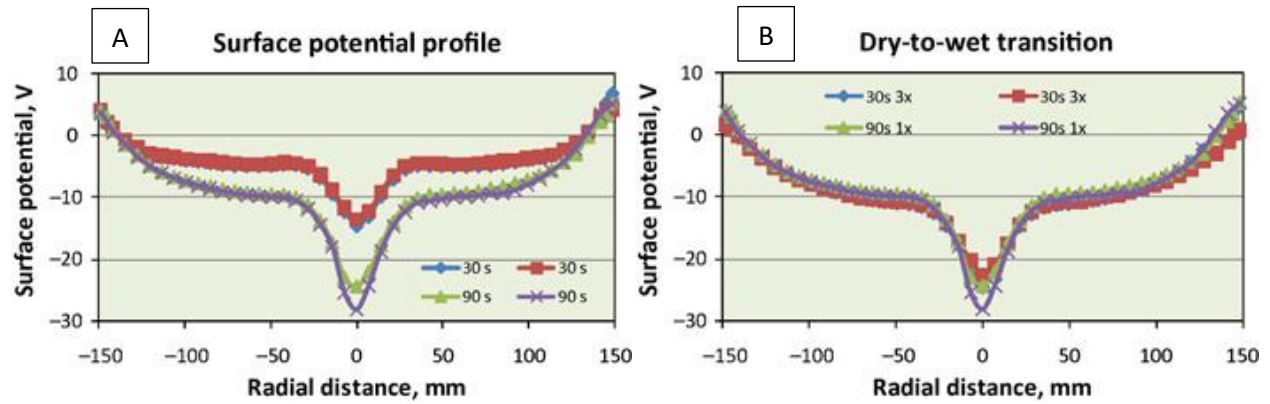 A
Surface potential profile
Surface potential, V
10
0
−10
−20
−30
30 s
30 s
90 s
90 s
−150
−100
−50
0
50
100
150
Radial distance, mm
B
Dry-to-wet transition
Surface potential, V
10
0
−10
−20
−30
30s 3x
30s 3x
90s 1x
90s 1x
−150
−100
−50
0
50
100
150
Radial distance, mm